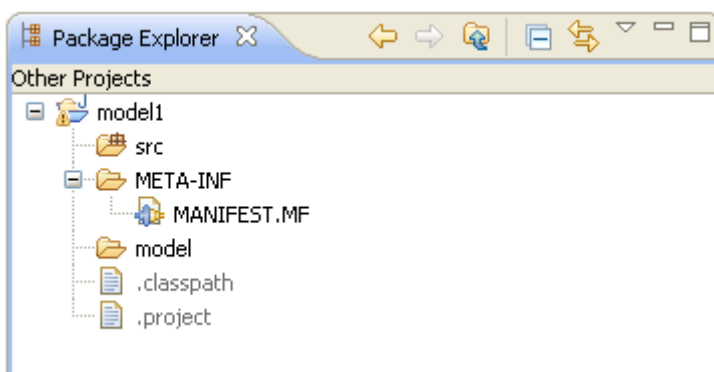 Package Explorer
Other Projects
model1
src
META-INF
MANIFEST.MF
model
.classpath
.project